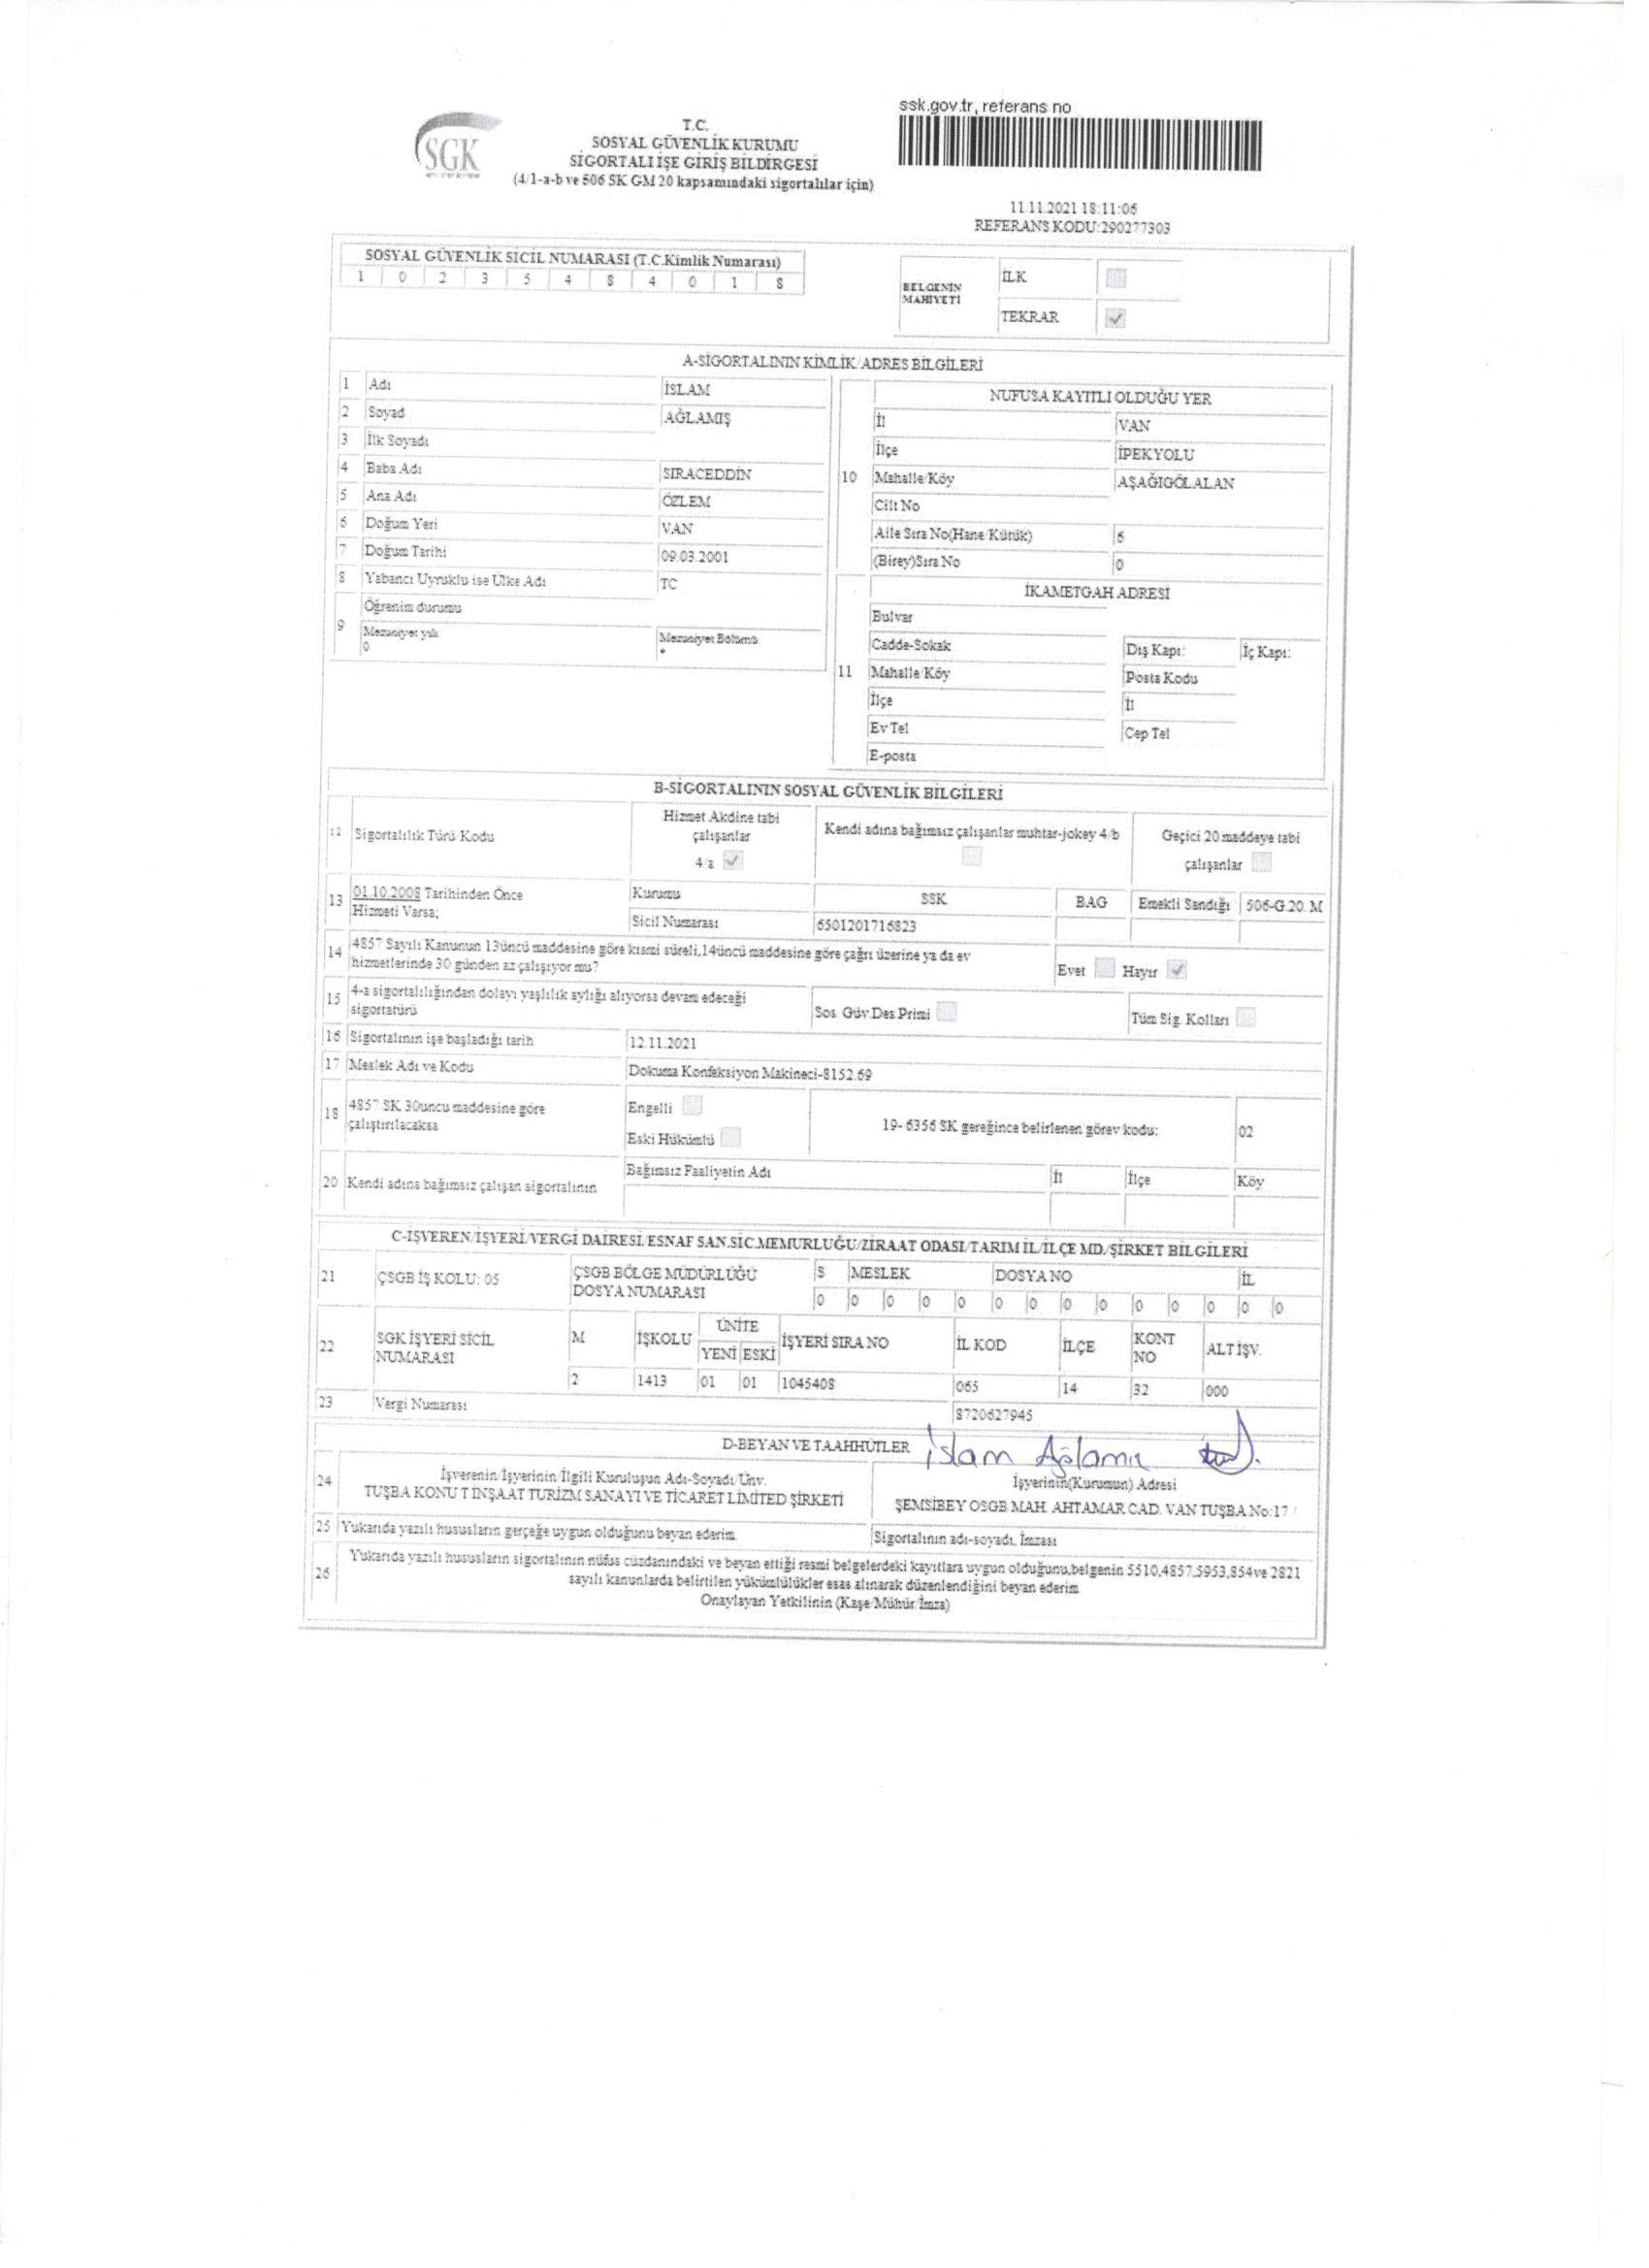 ssk.gov.tr, referans no
SGK
T.C.
SOSYAL GÜVENLİK KURUMU
SİGORTALI İŞE GİRİŞ BİLDİRGESİ
(4/1-a-b ve 506 SK GM 20 kapsamındaki sigortalılar için)
11.11.2021 18:11:06
REFERANS KODU:290277303
SOSYAL GÜVENLİK SİCİL NUMARASI (T.C.Kimlik Numarası)
1 0 2 3 5 4 8 4 0 1 8
BELGENİN MAHİYETİ
İLK
TEKRAR
A-SİGORTALININ KİMLİK/ADRES BİLGİLERİ
1 Adı İSLAM
2 Soyad AĞLAMIŞ
3 İlk Soyadı
4 Baba Adı SIRACEDDİN
5 Ana Adı ÖZLEM
6 Doğum Yeri VAN
7 Doğum Tarihi 09.03.2001
8 Yabancı Uyruklu ise Ülke Adı TC
9 Öğrenim durumu
Mezuniyet yılı Mezuniyet Bölümü
0 *
NUFUSA KAYITLI OLDUĞU YER
10
İl VAN
İlçe İPEKYOLU
Mahalle/Köy AŞAĞIGÖLALAN
Cilt No
Aile Sıra No(Hane/Kütük) 6
(Birey)Sıra No 0
İKAMETGAH ADRESİ
11
Bulvar
Cadde-Sokak Dış Kapı: İç Kapı:
Mahalle/Köy Posta Kodu
İlçe İl
Ev Tel Cep Tel
E-posta
B-SİGORTALININ SOSYAL GÜVENLİK BİLGİLERİ
12 Sigortalılık Türü Kodu
Hizmet Akdine tabi çalışanlar 4/a
Kendi adına bağımsız çalışanlar muhtar-jokey 4/b
Geçici 20 maddeye tabi çalışanlar
13 01.10.2008 Tarihinden Önce Hizmeti Varsa;
Kurumu SSK BAG Emekli Sandığı 506-G.20. M
Sicil Numarası 6501201716823
14 4857 Sayılı Kanunun 13üncü maddesine göre kısmi süreli,14üncü maddesine göre çağrı üzerine ya da ev
hizmetlerinde 30 günden az çalışıyor mu? Evet Hayır
15 4-a sigortalılığından dolayı yaşlılık aylığı alıyorsa devam edeceği
sigortatürü Sos. Güv.Des.Primi Tüm Sig. Kolları
16 Sigortalının işe başladığı tarih 12.11.2021
17 Meslek Adı ve Kodu Dokuma Konfeksiyon Makineci-8152.69
18 4857 SK.30uncu maddesine göre
çalıştırılacaksa
Engelli
Eski Hükümlü
19- 6356 SK gereğince belirlenen görev kodu: 02
20 Kendi adına bağımsız çalışan sigortalının
Bağımsız Faaliyetin Adı İl İlçe Köy
C-İŞVEREN/İŞYERİ/VERGİ DAİRESİ/ESNAF SAN.SİC.MEMURLUĞU/ZİRAAT ODASI/TARIM İL/İLÇE MD/ŞİRKET BİLGİLERİ
21 ÇSGB İŞ KOLU: 05 ÇSGB BÖLGE MÜDÜRLÜĞÜ
DOSYA NUMARASI
S MESLEK DOSYA NO İL
0 0 0 0 0 0 0 0 0 0 0 0 0 0
22 SGK İŞYERİ SİCİL
NUMARASI
M İŞKOLU ÜNİTE İŞYERİ SIRA NO İL KOD İLÇE KONT NO ALT İŞV.
YENİ ESKİ
2 1413 01 01 1045408 065 14 32 000
23 Vergi Numarası 8720627945
D-BEYAN VE TAAHHÜTLER
İslam Ağlamış
24 İşverenin/İşyerinin/İlgili Kuruluşun Adı-Soyadı/Ünv.
TUŞBA KONUT İNŞAAT TURİZM SANAYİ VE TİCARET LİMİTED ŞİRKETİ
İşyerinin(Kurumun) Adresi
ŞEMSİBEY OSGB MAH. AHTAMAR CAD. VAN TUŞBA No:17 /
25 Yukarıda yazılı hususların gerçeğe uygun olduğunu beyan ederim. Sigortalının adı-soyadı, İmzası
26 Yukarıda yazılı hususların sigortalının nüfus cüzdanındaki ve beyan ettiği resmi belgelerdeki kayıtlara uygun olduğunu,belgenin 5510,4857,5953,854ve 2821
sayılı kanunlarda belirtilen yükümlülükler esas alınarak düzenlendiğini beyan ederim
Onaylayan Yetkilinin (Kaşe/Mühür/İmza)